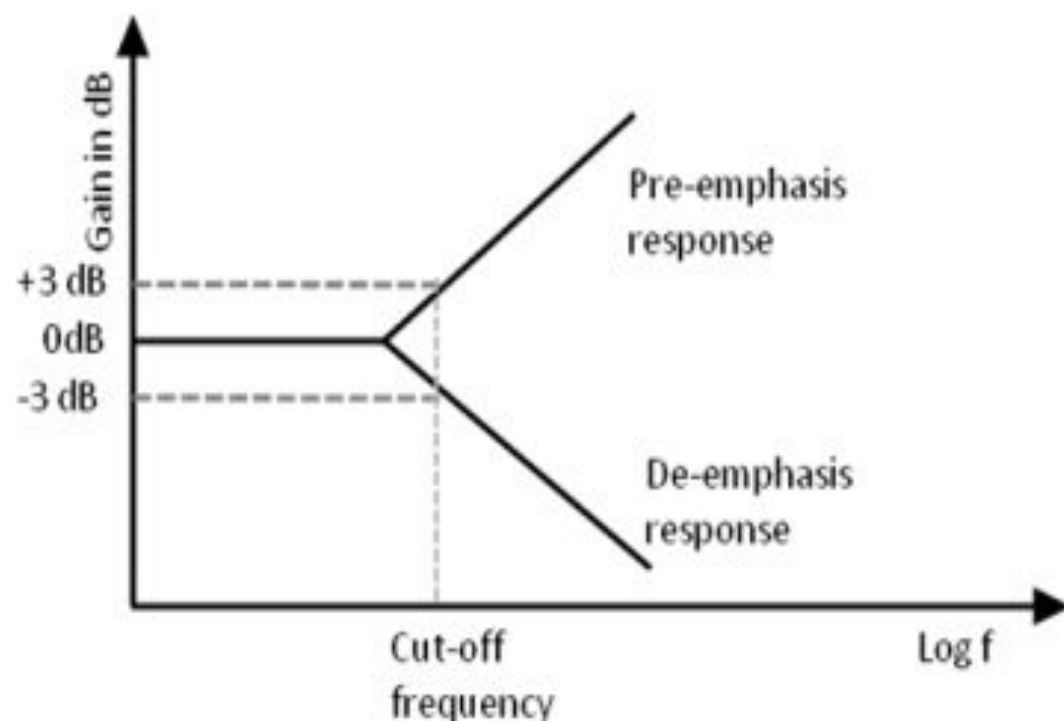 Gain in dB
Pre-emphasis
response
+3 dB
0dB
-3 dB
De-emphasis
response
Cut-off
frequency
Log f